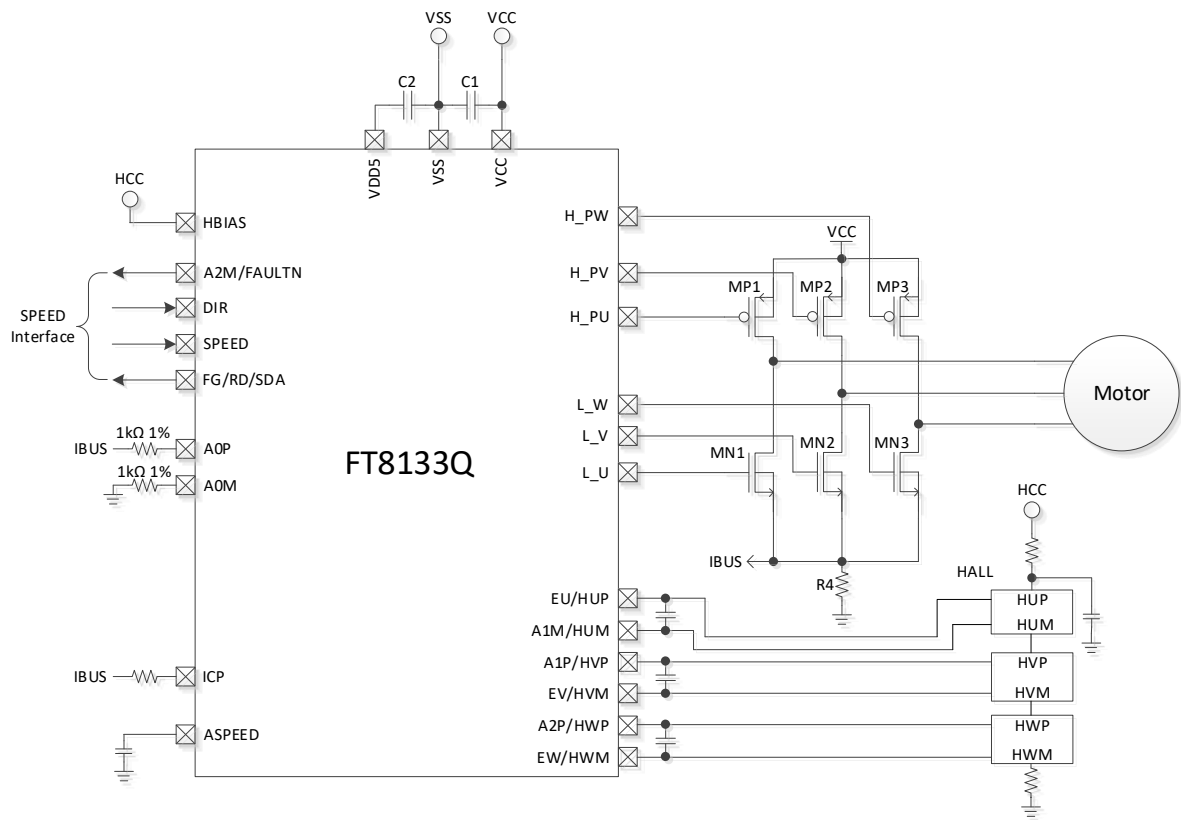 VSS
VCC
C2
C1
VDD5
VSS
VCC
HCC
HBIAS
A2M/FAULTN
DIR
SPEED
FG/RD/SDA
SPEED
Interface
IBUS
1kΩ 1%
A0P
1kΩ 1%
A0M
FT8133Q
IBUS
ICP
ASPEED
H_PW
H_PV
H_PU
L_W
L_V
L_U
EU/HUP
A1M/HUM
A1P/HVP
EV/HVM
A2P/HWP
EW/HWM
VCC
MP1
MP2
MP3
MN1
MN2
MN3
IBUS
R4
Motor
HCC
HALL
HUP
HUM
HVP
HVM
HWP
HWM